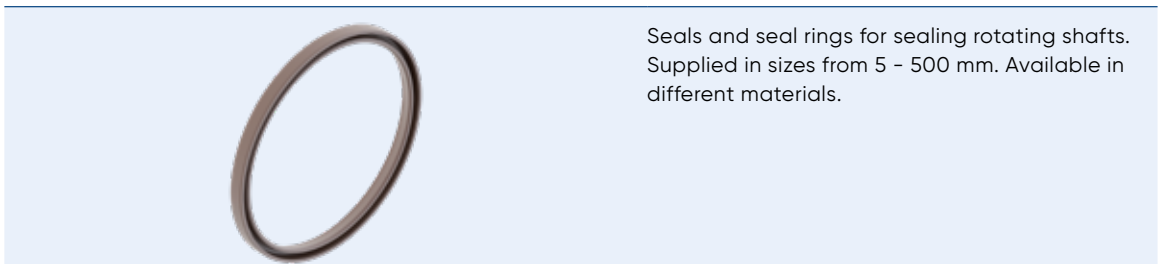 Seals and seal rings for sealing rotating shafts.
Supplied in sizes from 5 - 500 mm. Available in
different materials.